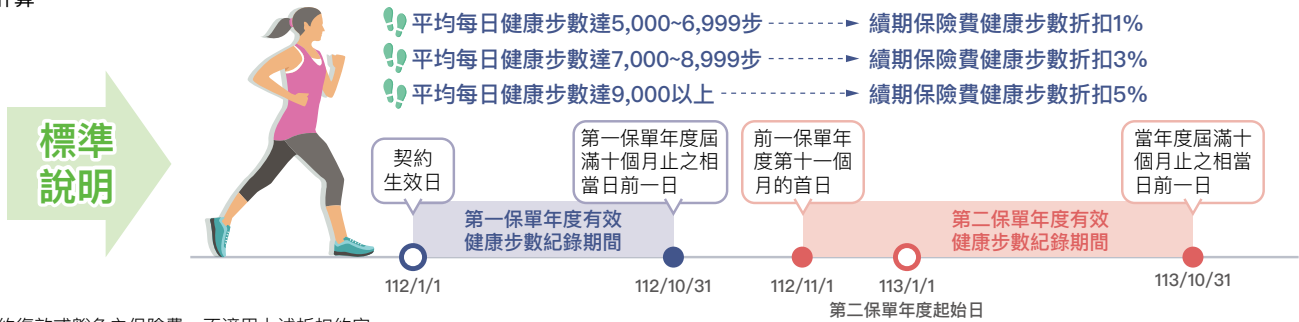 平均每日健康步數達5,000~6,999步 續期保險費健康步數折扣1%
平均每日健康步數達7,000~8,999步 續期保險費健康步數折扣3%
平均每日健康步數達9,000以上 續期保險費健康步數折扣5%
標準
說明
契約
生效日
第一保單年度屆
滿十個月止之相
當日前一日
前一保單年
度第十一個
月的首日
當年度屆滿十
個月止之相當
日前一日
第一保單年度有效
健康步數紀錄期間
第二保單年度有效
健康步數紀錄期間
112/1/1
112/10/31
112/11/1
113/1/1
113/10/31
第二保單年度起始日